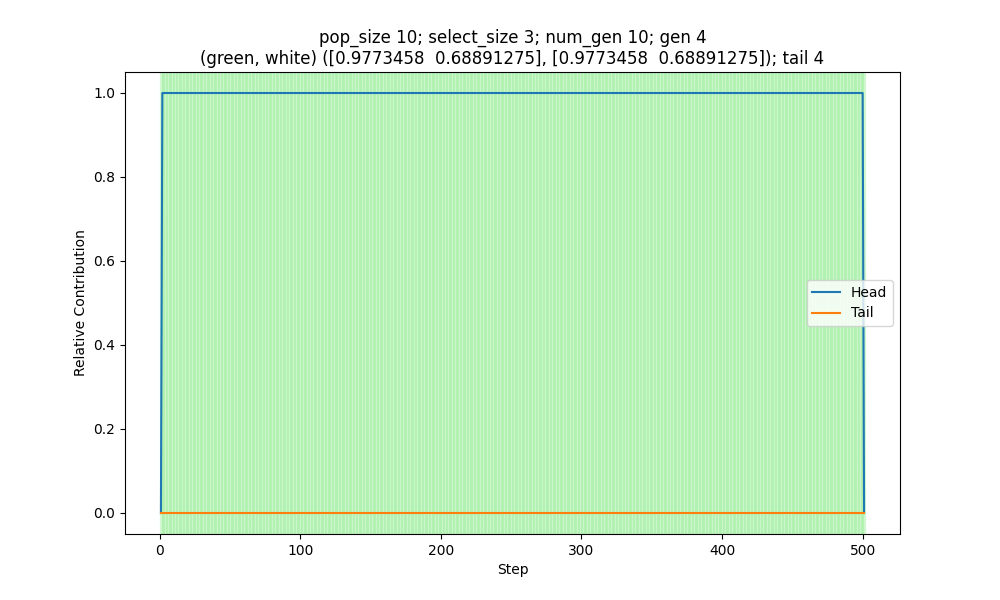 pop_size 10; select_size 3; num_gen 10; gen 4
(green, white) ([0.9773458  0.68891275], [0.9773458  0.68891275]); tail 4
1.0
0.8
0.6
0.4
0.2
0.0
Relative Contribution
Head
Tail
0
100
200
300
400
500
Step